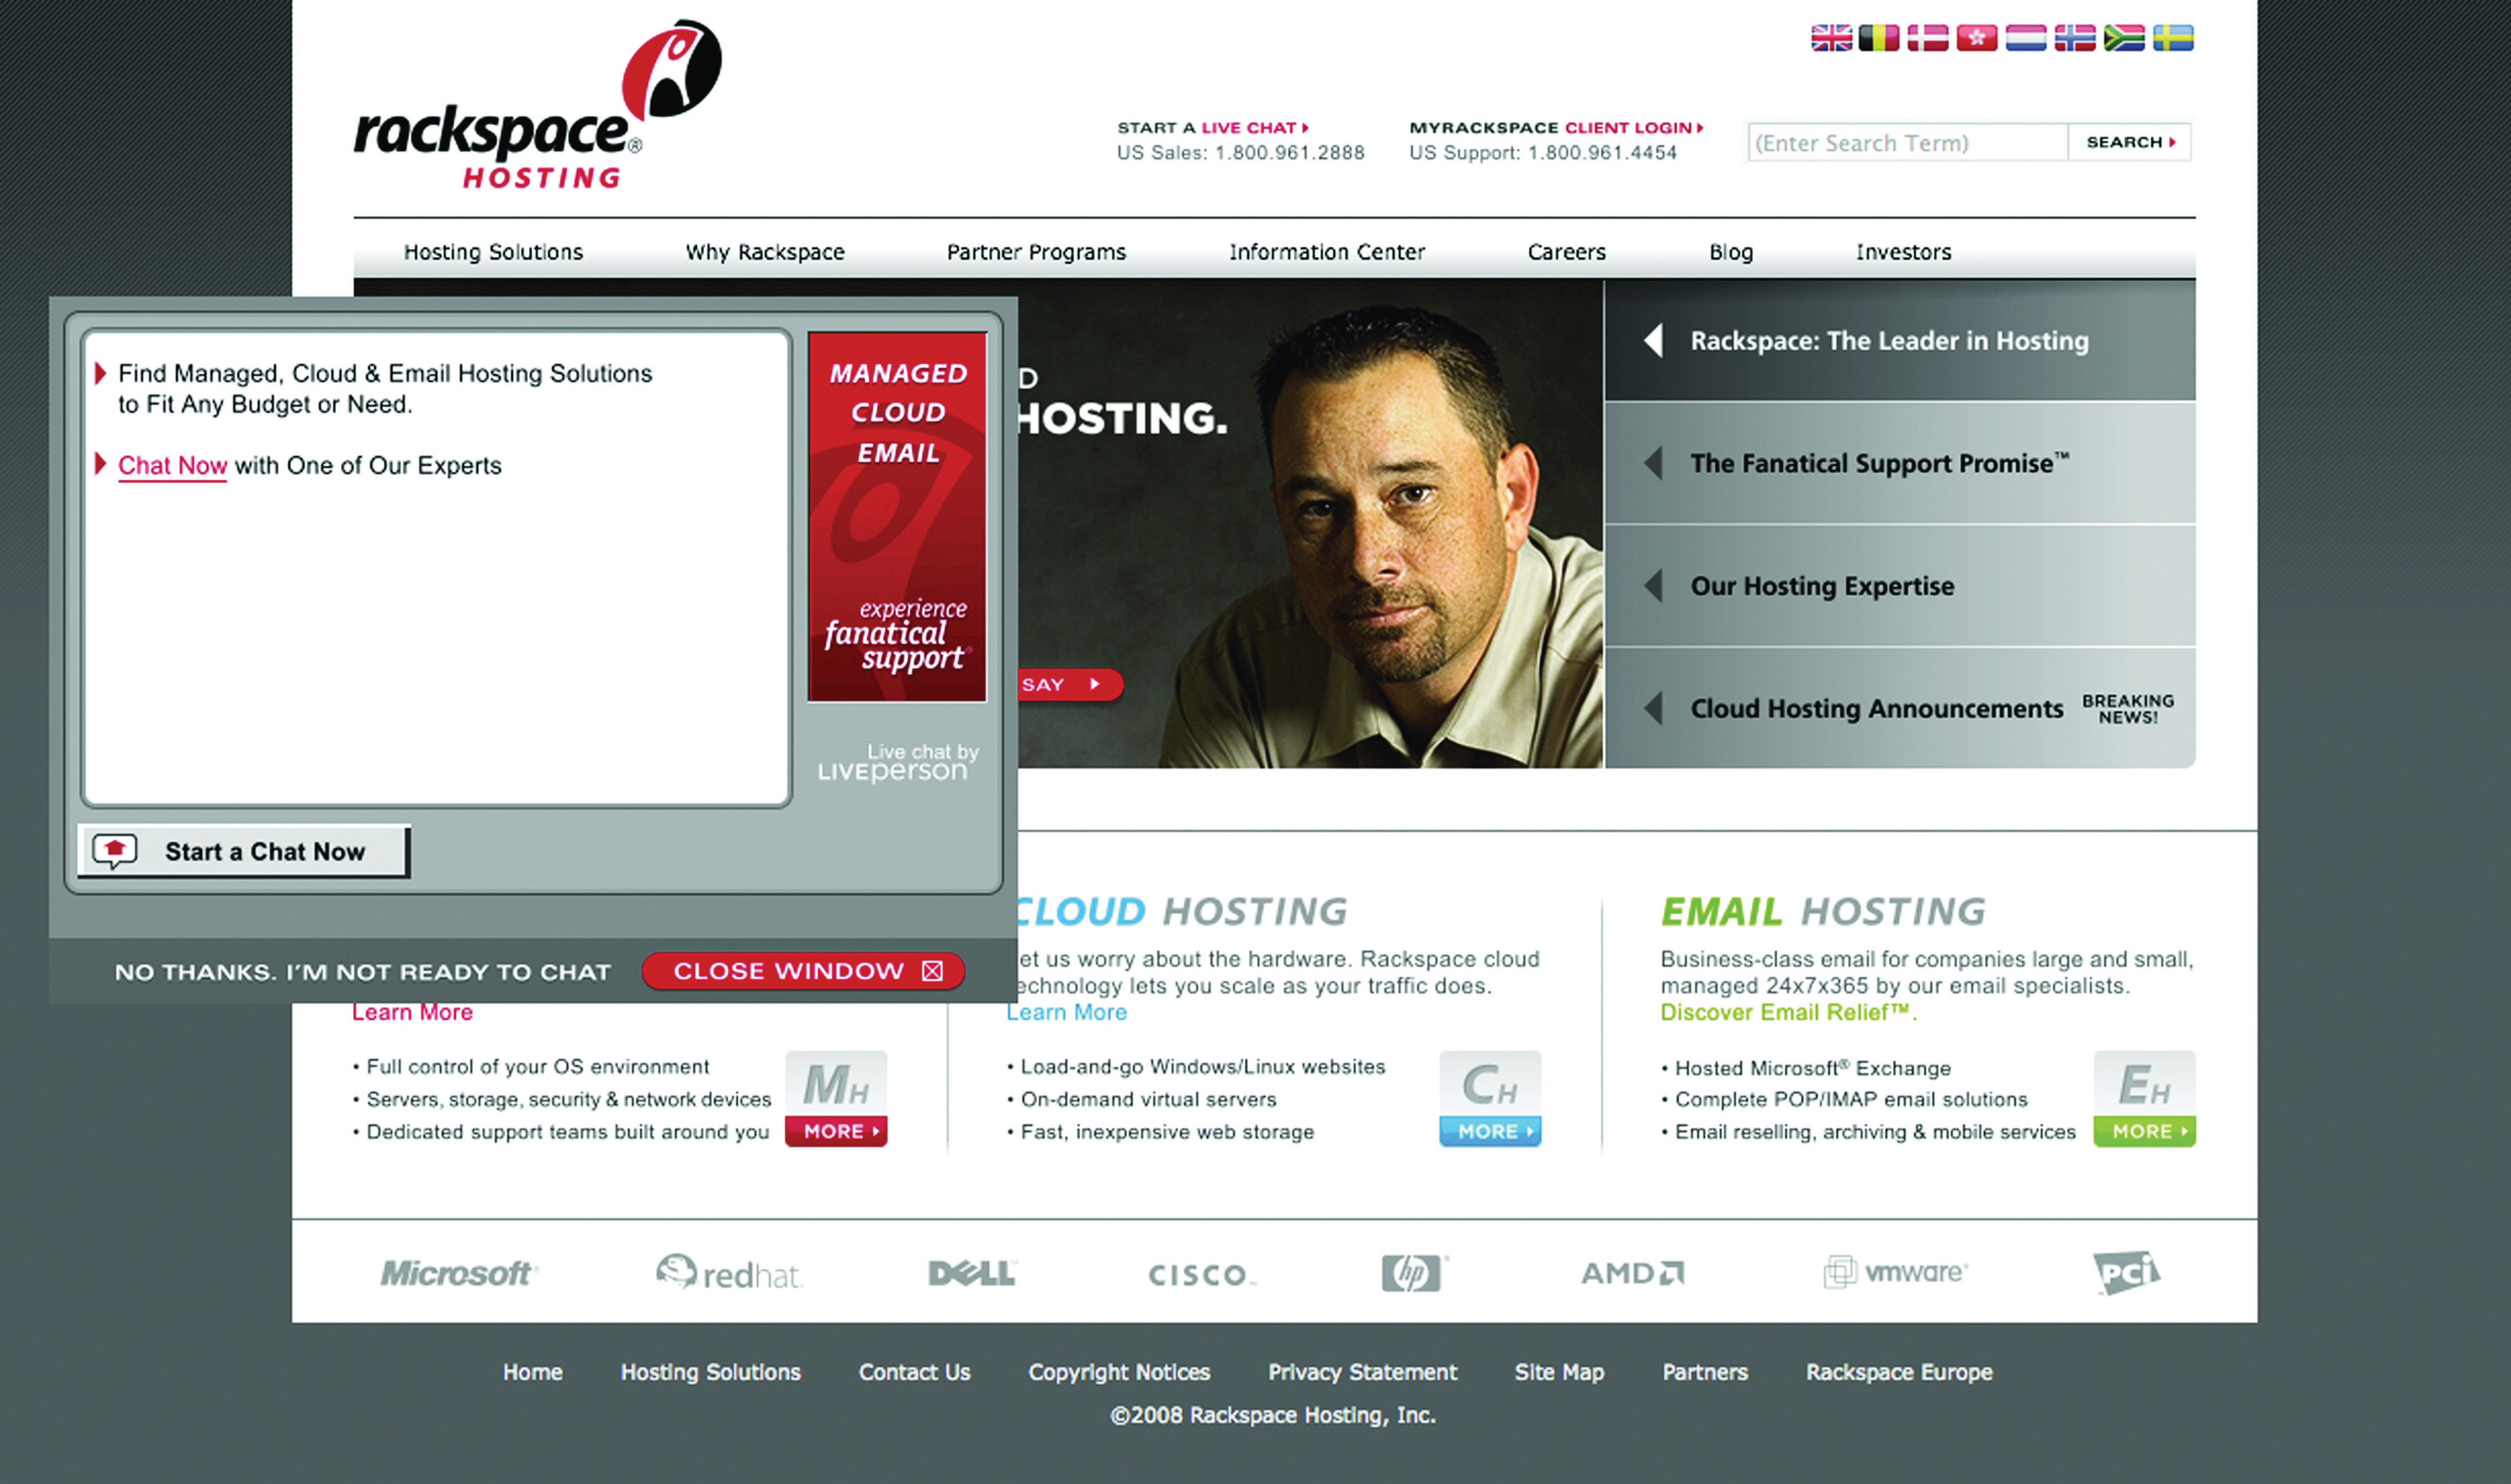 rackspace®
HOSTING
START A LIVE CHAT
US Sales: 1.800.961.2888
MYRACKSPACE CLIENT LOGIN
US Support: 1.800.961.4454
(Enter Search Term)
SEARCH
Hosting Solutions
Why Rackspace
Partner Programs
Information Center
Careers
Blog
Investors
Find Managed, Cloud & Email Hosting Solutions
to Fit Any Budget or Need.
Chat Now with One of Our Experts
MANAGED
CLOUD
EMAIL
experience
fanatical
support®
Live chat by
LIVEperson
Start a Chat Now
NO THANKS. I'M NOT READY TO CHAT
CLOSE WINDOW
D
HOSTING.
SAY
Rackspace: The Leader in Hosting
The Fanatical Support Promise™
Our Hosting Expertise
Cloud Hosting Announcements
BREAKING
NEWS!
Learn More
• Full control of your OS environment
• Servers, storage, security & network devices
• Dedicated support teams built around you
MH
MORE
CLOUD HOSTING
et us worry about the hardware. Rackspace cloud
echnology lets you scale as your traffic does.
Learn More
• Load-and-go Windows/Linux websites
• On-demand virtual servers
• Fast, inexpensive web storage
CH
MORE
EMAIL HOSTING
Business-class email for companies large and small,
managed 24x7x365 by our email specialists.
Discover Email Relief™.
• Hosted Microsoft® Exchange
• Complete POP/IMAP email solutions
• Email reselling, archiving & mobile services
EH
MORE
Microsoft
redhat.
DELL
CISCO
hp
AMD
vmware
PCi
Home
Hosting Solutions
Contact Us
Copyright Notices
Privacy Statement
Site Map
Partners
Rackspace Europe
©2008 Rackspace Hosting, Inc.